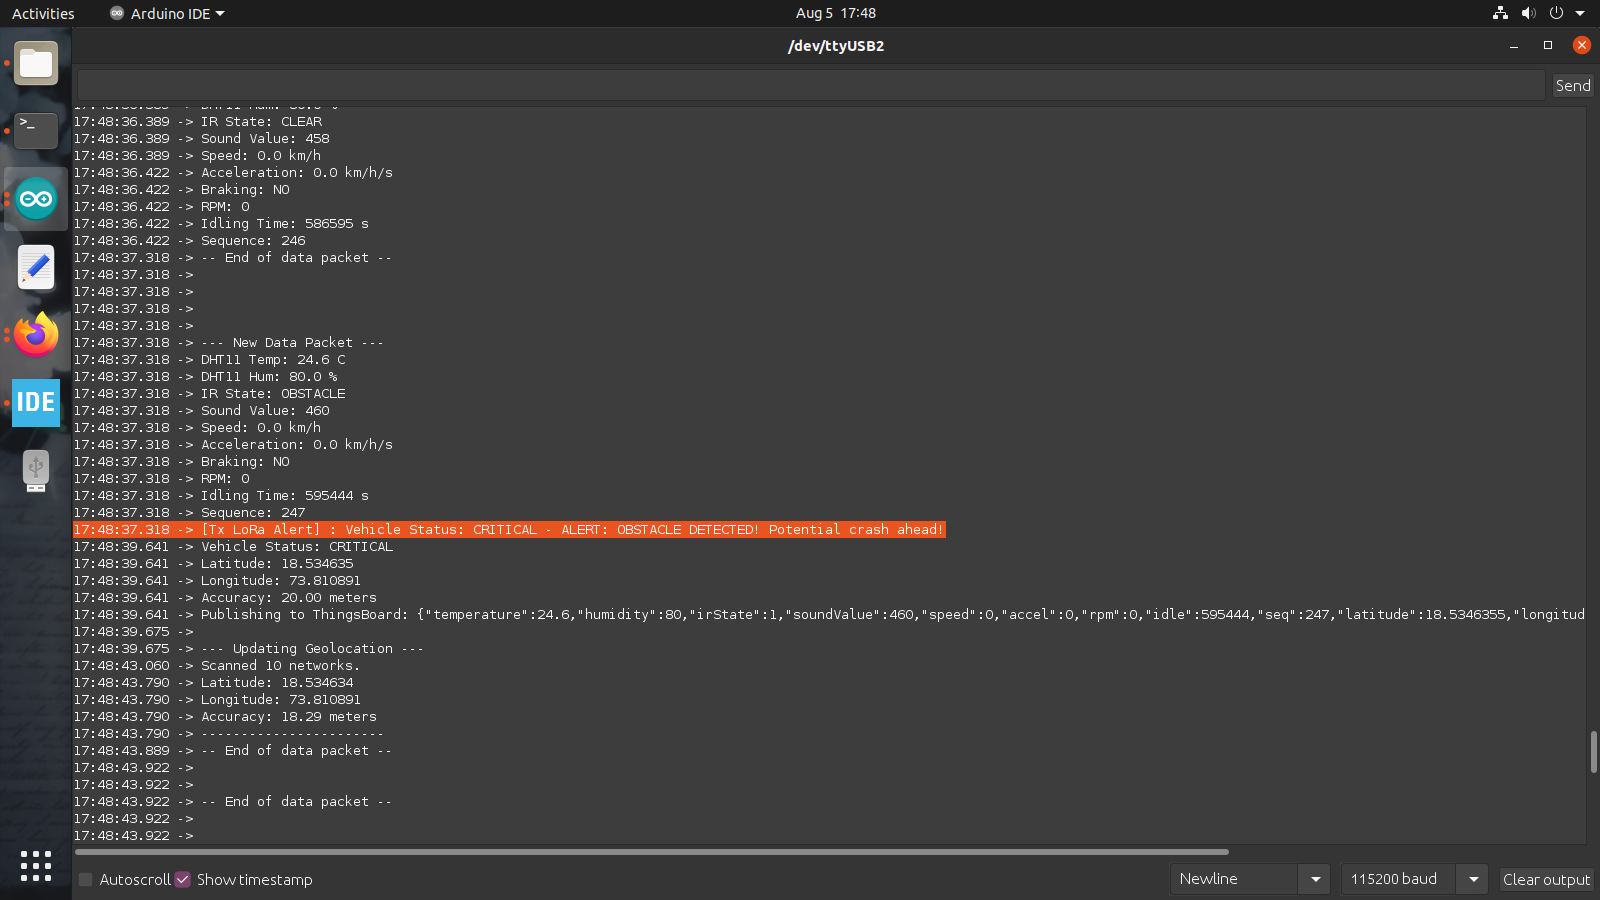 Activities
Arduino IDE
Aug 5 17:48
/dev/ttyUSB2
Send
17:48:36.389 -> IR State: CLEAR
17:48:36.389 -> Sound Value: 458
17:48:36.389 -> Speed: 0.0 km/h
17:48:36.422 -> Acceleration: 0.0 km/h/s
17:48:36.422 -> Braking: NO
17:48:36.422 -> RPM: 0
17:48:36.422 -> Idling Time: 586595 s
17:48:36.422 -> Sequence: 246
17:48:37.318 -> -- End of data packet --
17:48:37.318 ->
17:48:37.318 ->
17:48:37.318 ->
17:48:37.318 ->
17:48:37.318 -> --- New Data Packet ---
17:48:37.318 -> DHT11 Temp: 24.6 C
17:48:37.318 -> DHT11 Hum: 80.0 %
17:48:37.318 -> IR State: OBSTACLE
17:48:37.318 -> Sound Value: 460
17:48:37.318 -> Speed: 0.0 km/h
17:48:37.318 -> Acceleration: 0.0 km/h/s
17:48:37.318 -> Braking: NO
17:48:37.318 -> RPM: 0
17:48:37.318 -> Idling Time: 595444 s
17:48:37.318 -> Sequence: 247
17:48:37.318 -> [Tx LoRa Alert] : Vehicle Status: CRITICAL - ALERT: OBSTACLE DETECTED! Potential crash ahead!
17:48:39.641 -> Vehicle Status: CRITICAL
17:48:39.641 -> Latitude: 18.534635
17:48:39.641 -> Longitude: 73.810891
17:48:39.641 -> Accuracy: 20.00 meters
17:48:39.641 -> Publishing to ThingsBoard: {"temperature":24.6,"humidity":80,"irState":1,"soundValue":460,"speed":0,"accel":0,"rpm":0,"idle":595444,"seq":247,"latitude":18.5346355,"longitud
17:48:39.675 ->
17:48:39.675 -> --- Updating Geolocation ---
17:48:43.060 -> Scanned 10 networks.
17:48:43.790 -> Latitude: 18.534634
17:48:43.790 -> Longitude: 73.810891
17:48:43.790 -> Accuracy: 18.29 meters
17:48:43.790 -> -----------------------
17:48:43.889 -> -- End of data packet --
17:48:43.922 ->
17:48:43.922 ->
17:48:43.922 -> -- End of data packet --
17:48:43.922 ->
17:48:43.922 ->
IDE
Autoscroll
Show timestamp
Newline
115200 baud
Clear output